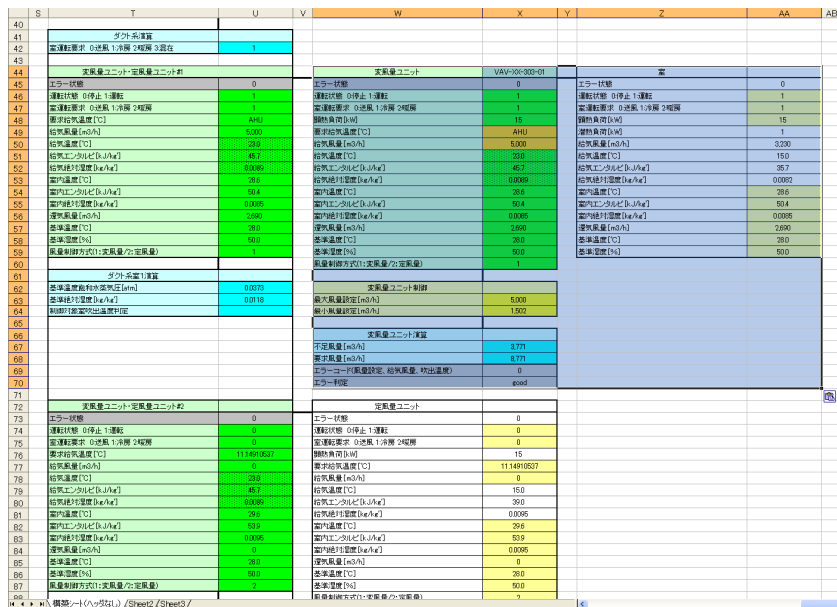 S T U V W X Y Z AA AB
40
41 ダクト系演算
42 室運転要求 0:送風 1:冷房 2:暖房 3:混在 1
43
44 変風量ユニット・定風量ユニット#1 変風量ユニット VAV-XX-303-01 室
45 エラー状態 0 エラー状態 0 エラー状態 0
46 運転状態 0:停止 1:運転 1 運転状態 0:停止 1:運転 1 運転状態 0:停止 1:運転 1
47 室運転要求 0:送風 1:冷房 2:暖房 1 室運転要求 0:送風 1:冷房 2:暖房 1 室運転要求 0:送風 1:冷房 2:暖房 1
48 要求給気温度[℃] AHU 顕熱負荷[kW] 15 顕熱負荷[kW] 15
49 給気風量[m3/h] 5,000 要求給気温度[℃] AHU 潜熱負荷[kW] 1
50 給気温度[℃] 23.0 給気風量[m3/h] 5,000 給気風量[m3/h] 3,230
51 給気エンタルピ[kJ/kg'] 45.7 給気温度[℃] 23.0 給気温度[℃] 15.0
52 給気絶対湿度[kg/kg'] 0.0089 給気エンタルピ[kJ/kg'] 45.7 給気エンタルピ[kJ/kg'] 35.7
53 室内温度[℃] 28.6 給気絶対湿度[kg/kg'] 0.0089 給気絶対湿度[kg/kg'] 0.0082
54 室内エンタルピ[kJ/kg'] 50.4 室内温度[℃] 28.6 室内温度[℃] 28.6
55 室内絶対湿度[kg/kg'] 0.0085 室内エンタルピ[kJ/kg'] 50.4 室内エンタルピ[kJ/kg'] 50.4
56 還気風量[m3/h] 2,690 室内絶対湿度[kg/kg'] 0.0085 室内絶対湿度[kg/kg'] 0.0085
57 基準温度[℃] 28.0 還気風量[m3/h] 2,690 還気風量[m3/h] 2,690
58 基準湿度[%] 50.0 基準温度[℃] 28.0 基準温度[℃] 28.0
59 風量制御方式(1:変風量/2:定風量) 1 基準湿度[%] 50.0 基準湿度[%] 50.0
60 風量制御方式(1:変風量/2:定風量) 1
61 ダクト系室1演算
62 基準温度飽和水蒸気圧[atm] 0.0373 変風量ユニット制御
63 基準絶対湿度[kg/kg'] 0.0118 最大風量設定[m3/h] 5,000
64 制御対象室吹出温度判定 最小風量設定[m3/h] 1,502
65
66 変風量ユニット演算
67 不足風量[m3/h] 3,771
68 要求風量[m3/h] 8,771
69 エラーコード(風量設定、給気風量、吹出温度) 0
70 エラー判定 good
71
72 変風量ユニット・定風量ユニット#2 定風量ユニット
73 エラー状態 0 エラー状態 0
74 運転状態 0:停止 1:運転 0 運転状態 0:停止 1:運転 0
75 室運転要求 0:送風 1:冷房 2:暖房 0 室運転要求 0:送風 1:冷房 2:暖房 0
76 要求給気温度[℃] 11.14910537 顕熱負荷[kW] 15
77 給気風量[m3/h] 0 要求給気温度[℃] 11.14910537
78 給気温度[℃] 23.0 給気風量[m3/h] 0
79 給気エンタルピ[kJ/kg'] 45.7 給気温度[℃] 15.0
80 給気絶対湿度[kg/kg'] 0.0089 給気エンタルピ[kJ/kg'] 39.0
81 室内温度[℃] 29.6 給気絶対湿度[kg/kg'] 0.0095
82 室内エンタルピ[kJ/kg'] 53.9 室内温度[℃] 29.6
83 室内絶対湿度[kg/kg'] 0.0095 室内エンタルピ[kJ/kg'] 53.9
84 還気風量[m3/h] 0 室内絶対湿度[kg/kg'] 0.0095
85 基準温度[℃] 28.0 還気風量[m3/h] 0
86 基準湿度[%] 50.0 基準温度[℃] 28.0
87 風量制御方式(1:変風量/2:定風量) 2 基準湿度[%] 50.0
88 風量制御方式(1:変風量/2:定風量) 2
構築シート(ヘッダなし) / Sheet2 / Sheet3 /